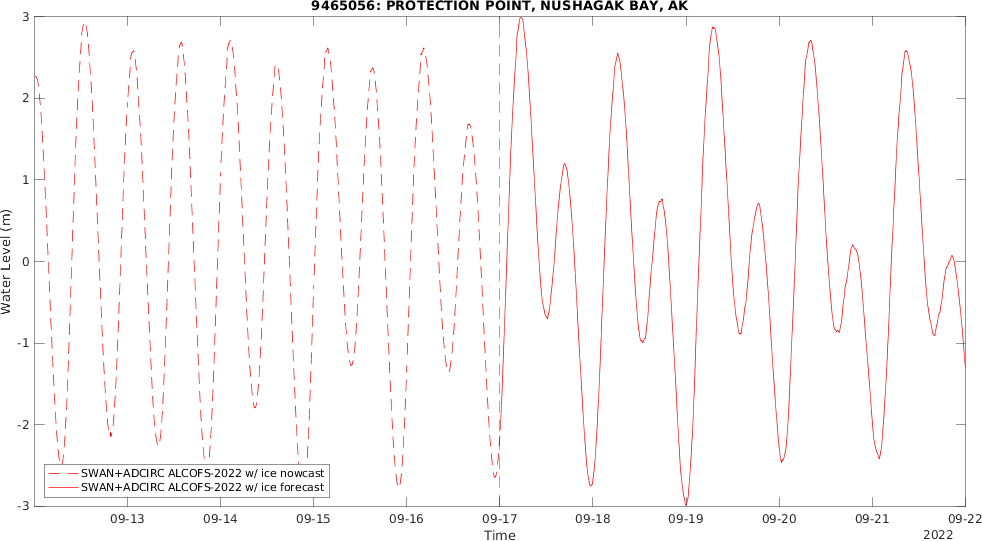 9465056: PROTECTION POINT, NUSHAGAK BAY, AK
3
2
1
0
-1
-2
-3
Water Level (m)
SWAN+ADCIRC ALCOFS-2022 w/ ice nowcast
SWAN+ADCIRC ALCOFS-2022 w/ ice forecast
09-13 09-14 09-15 09-16 09-17 09-18 09-19 09-20 09-21 09-22
Time
2022